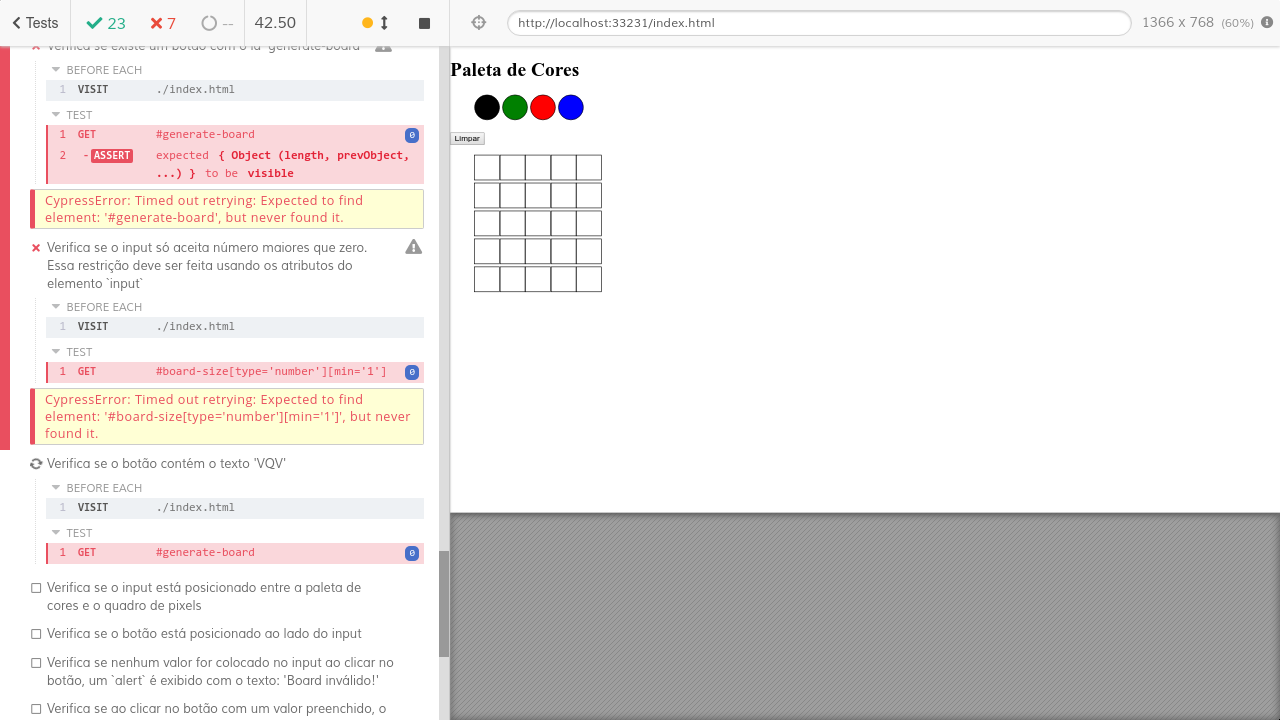 Tests
23
7
--
42.50
Verifica se existe um botão com o id `generate-board`
BEFORE EACH
1 VISIT ./index.html
TEST
1 GET #generate-board 0
2 -ASSERT expected { Object (length, prevObject,
...) } to be visible
CypressError: Timed out retrying: Expected to find
element: '#generate-board', but never found it.
Verifica se o input só aceita número maiores que zero.
Essa restrição deve ser feita usando os atributos do
elemento `input`
BEFORE EACH
1 VISIT ./index.html
TEST
1 GET #board-size[type='number'][min='1'] 0
CypressError: Timed out retrying: Expected to find
element: '#board-size[type='number'][min='1']', but never
found it.
Verifica se o botão contém o texto 'VQV'
BEFORE EACH
1 VISIT ./index.html
TEST
1 GET #generate-board 0
Verifica se o input está posicionado entre a paleta de
cores e o quadro de pixels
Verifica se o botão está posicionado ao lado do input
Verifica se nenhum valor for colocado no input ao clicar no
botão, um `alert` é exibido com o texto: 'Board inválido!'
Verifica se ao clicar no botão com um valor preenchido, o
http://localhost:33231/index.html
1366 x 768 (60%)
Paleta de Cores
Limpar